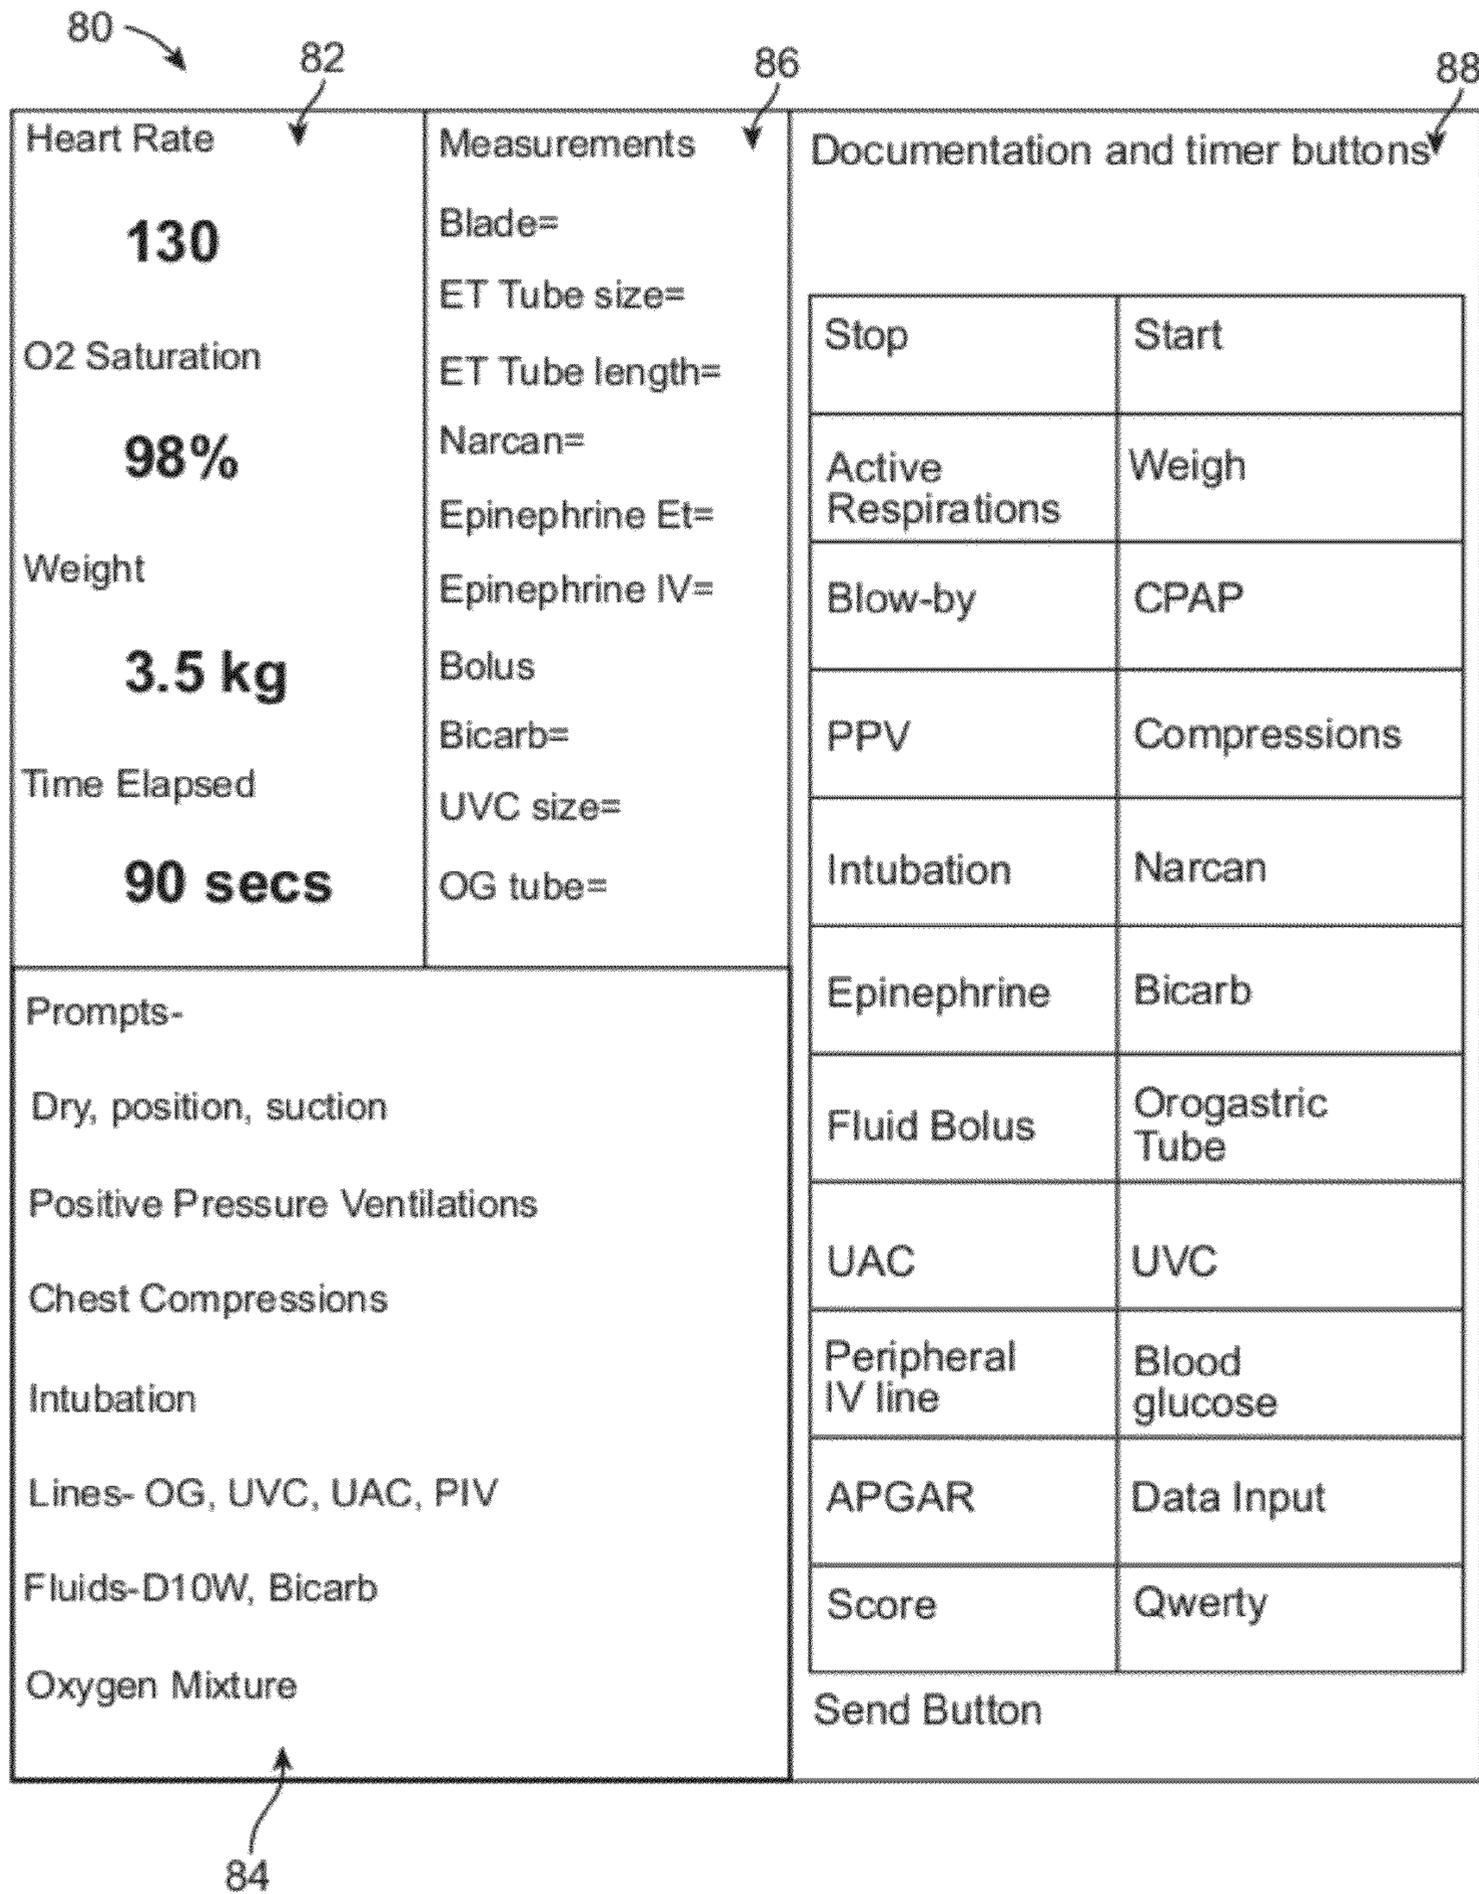 80
82
86
88
Heart Rate
130
O2 Saturation
98%
Weight
3.5 kg
Time Elapsed
90 secs
Measurements
Blade=
ET Tube size=
ET Tube length=
Narcan=
Epinephrine Et=
Epinephrine IV=
Bolus
Bicarb=
UVC size=
OG tube=
Prompts-
Dry, position, suction
Positive Pressure Ventilations
Chest Compressions
Intubation
Lines- OG, UVC, UAC, PIV
Fluids-D10W, Bicarb
Oxygen Mixture
84
Documentation and timer buttons
Stop
Start
Active
Respirations
Weigh
Blow-by
CPAP
PPV
Compressions
Intubation
Narcan
Epinephrine
Bicarb
Fluid Bolus
Orogastric
Tube
UAC
UVC
Peripheral
IV line
Blood
glucose
APGAR
Data Input
Score
Qwerty
Send Button